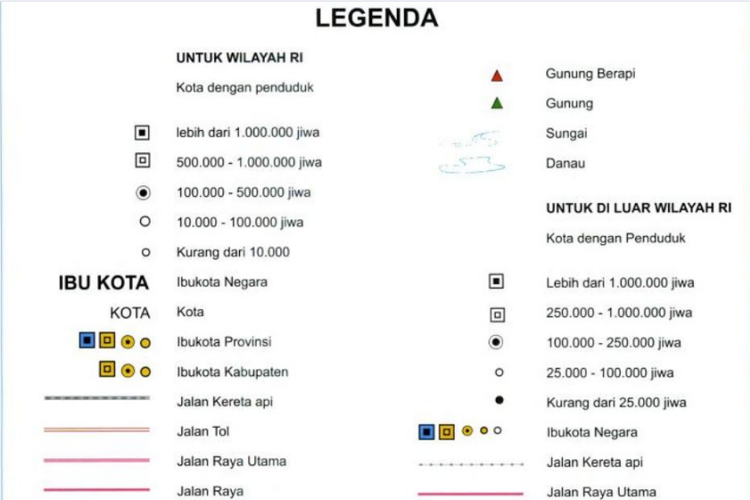 LEGENDA
UNTUK WILAYAH RI
Kota dengan penduduk
lebih dari 1.000.000 jiwa
500.000 - 1.000.000 jiwa
100.000 - 500.000 jiwa
10.000 - 100.000 jiwa
Kurang dari 10.000
IBU KOTA Ibukota Negara
KOTA Kota
Ibukota Provinsi
Ibukota Kabupaten
Jalan Kereta api
Jalan Tol
Jalan Raya Utama
Jalan Raya
Gunung Berapi
Gunung
Sungai
Danau
UNTUK DI LUAR WILAYAH RI
Kota dengan Penduduk
Lebih dari 1.000.000 jiwa
250.000 - 1.000.000 jiwa
100.000 - 250.000 jiwa
25.000 - 100.000 jiwa
Kurang dari 25.000 jiwa
Ibukota Negara
Jalan Kereta api
Jalan Raya Utama